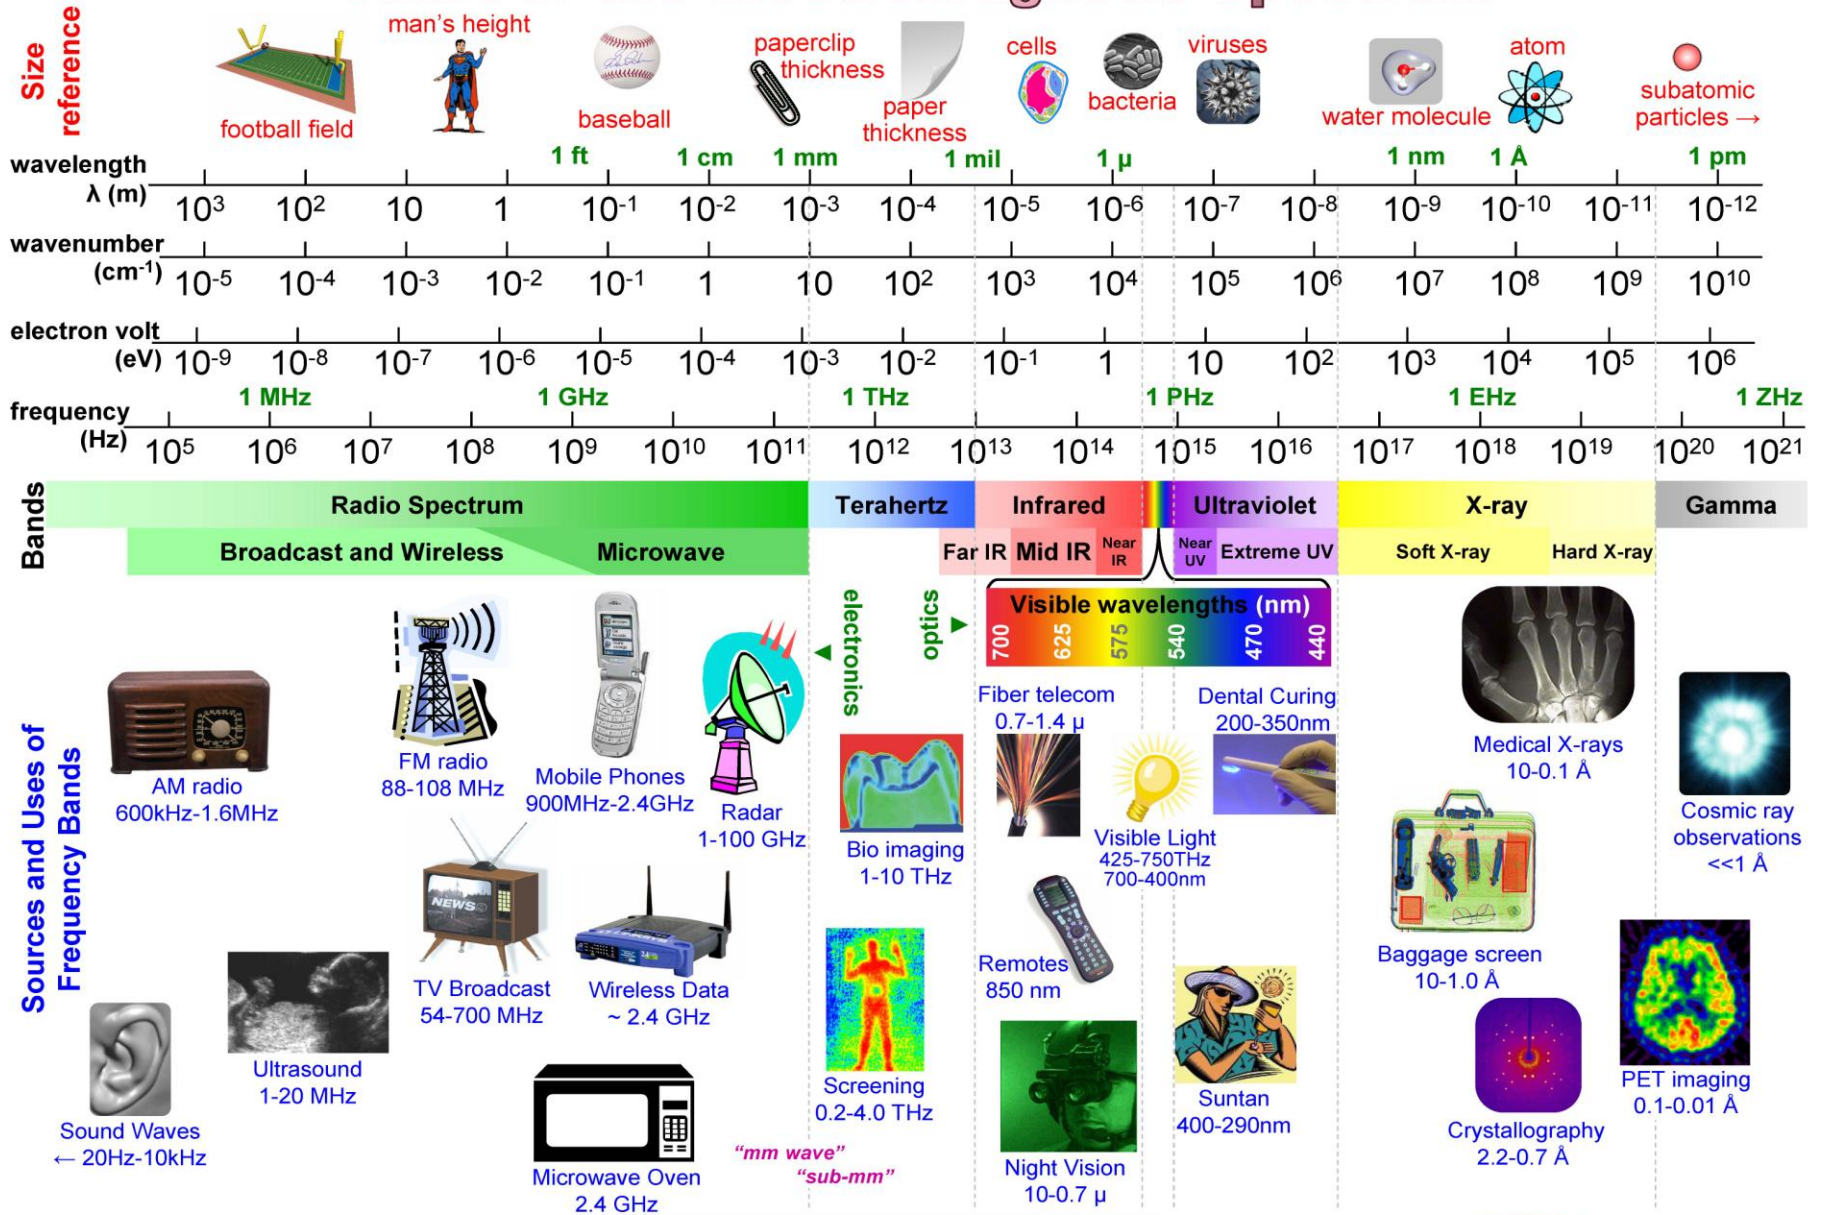 Size
reference
football field
man's height
baseball
paperclip
thickness
paper
thickness
cells
bacteria
viruses
water molecule
atom
subatomic
particles →
1 ft 1 cm 1 mm 1 mil 1 µ 1 nm 1 Å 1 pm
wavelength
λ (m)
10³ 10² 10 1 10⁻¹ 10⁻² 10⁻³ 10⁻⁴ 10⁻⁵ 10⁻⁶ 10⁻⁷ 10⁻⁸ 10⁻⁹ 10⁻¹⁰ 10⁻¹¹ 10⁻¹²
wavenumber
(cm⁻¹)
10⁻⁵ 10⁻⁴ 10⁻³ 10⁻² 10⁻¹ 1 10 10² 10³ 10⁴ 10⁵ 10⁶ 10⁷ 10⁸ 10⁹ 10¹⁰
electron volt
(eV)
10⁻⁹ 10⁻⁸ 10⁻⁷ 10⁻⁶ 10⁻⁵ 10⁻⁴ 10⁻³ 10⁻² 10⁻¹ 1 10 10² 10³ 10⁴ 10⁵ 10⁶
1 MHz 1 GHz 1 THz 1 PHz 1 EHz 1 ZHz
frequency
(Hz)
10⁵ 10⁶ 10⁷ 10⁸ 10⁹ 10¹⁰ 10¹¹ 10¹² 10¹³ 10¹⁴ 10¹⁵ 10¹⁶ 10¹⁷ 10¹⁸ 10¹⁹ 10²⁰ 10²¹
Bands
Radio Spectrum Terahertz Infrared Ultraviolet X-ray Gamma
Broadcast and Wireless Microwave Far IR Mid IR Near IR Near UV Extreme UV Soft X-ray Hard X-ray
electronics
optics
Visible wavelengths (nm)
700 625 575 540 470 440
Sources and Uses of
Frequency Bands
AM radio
600kHz-1.6MHz
FM radio
88-108 MHz
Mobile Phones
900MHz-2.4GHz
Radar
1-100 GHz
Bio imaging
1-10 THz
Fiber telecom
0.7-1.4 µ
Visible Light
425-750THz
700-400nm
Dental Curing
200-350nm
Medical X-rays
10-0.1 Å
Cosmic ray
observations
<<1 Å
Sound Waves
← 20Hz-10kHz
Ultrasound
1-20 MHz
NEWS
TV Broadcast
54-700 MHz
Wireless Data
~ 2.4 GHz
Microwave Oven
2.4 GHz
Screening
0.2-4.0 THz
"mm wave"
"sub-mm"
Remotes
850 nm
Night Vision
10-0.7 µ
Suntan
400-290nm
Baggage screen
10-1.0 Å
Crystallography
2.2-0.7 Å
PET imaging
0.1-0.01 Å